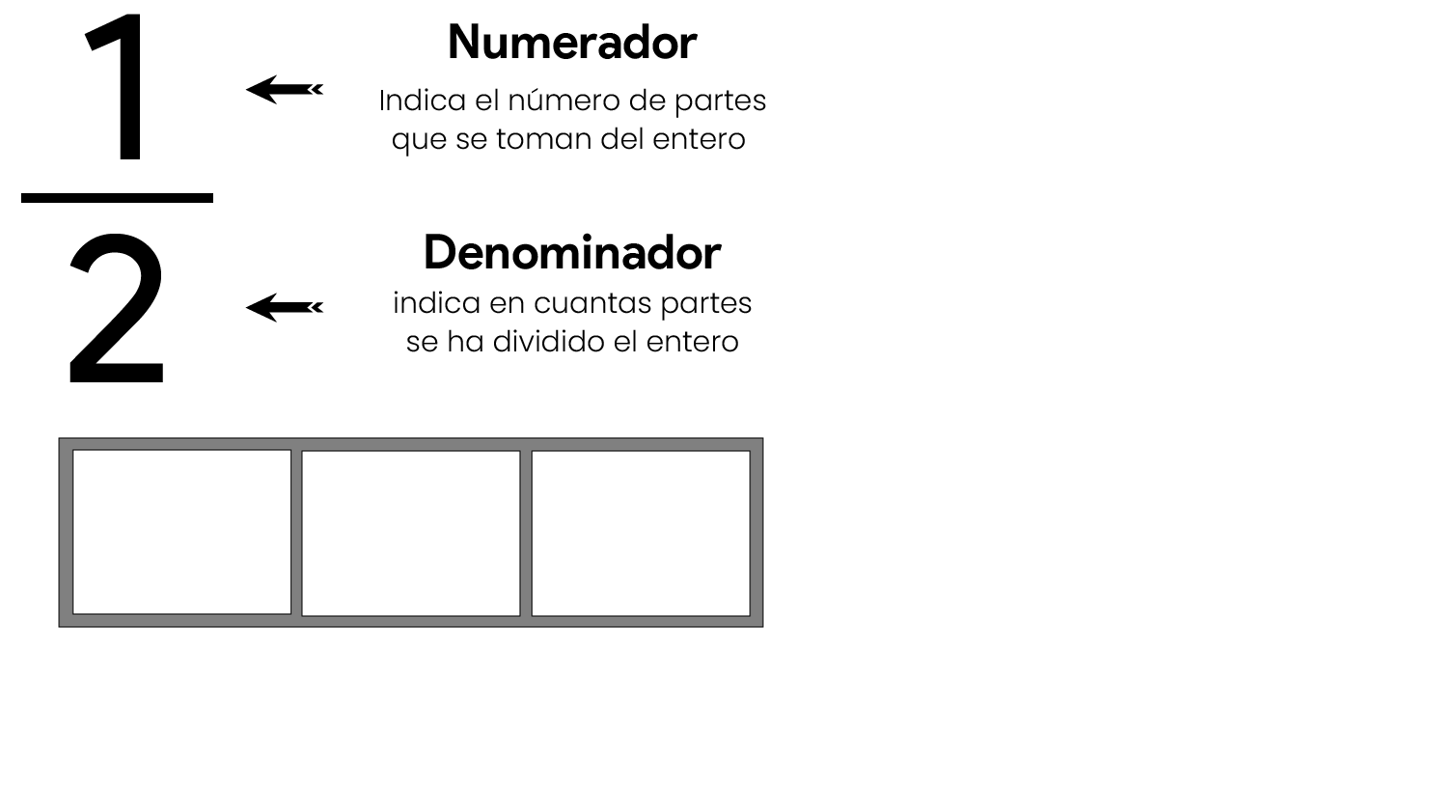 1
Numerador
Indica el número de partes
que se toman del entero
2
Denominador
indica en cuantas partes
se ha dividido el entero